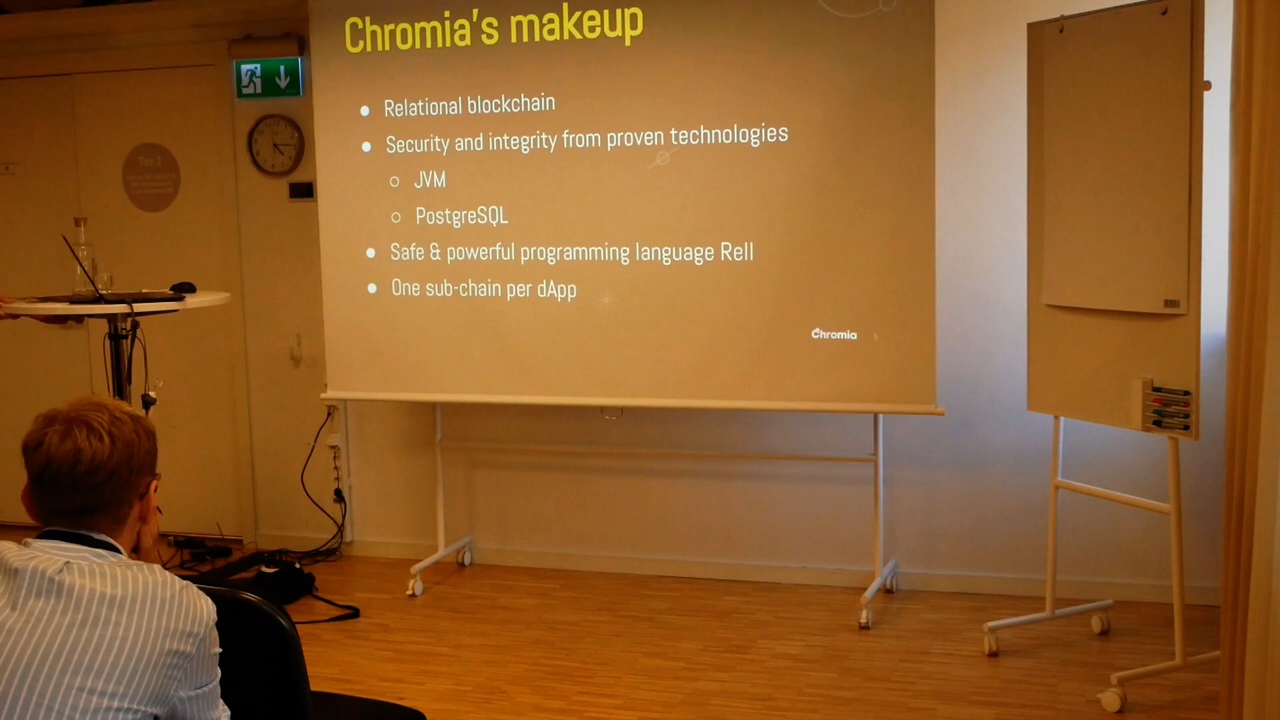 Chromia's makeup
● Relational blockchain
● Security and integrity from proven technologies
○ JVM
○ PostgreSQL
● Safe & powerful programming language Rell
● One sub-chain per dApp
Chromia
5